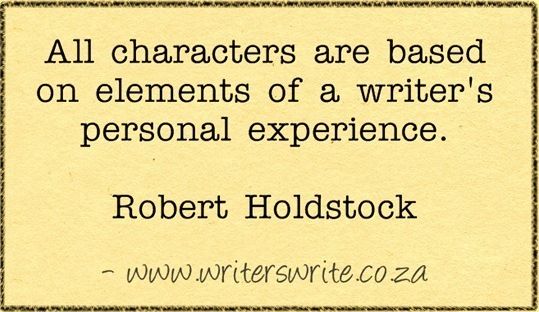 All characters are based
on elements of a writer's
personal experience.
Robert Holdstock
- www.writerswrite.co.za